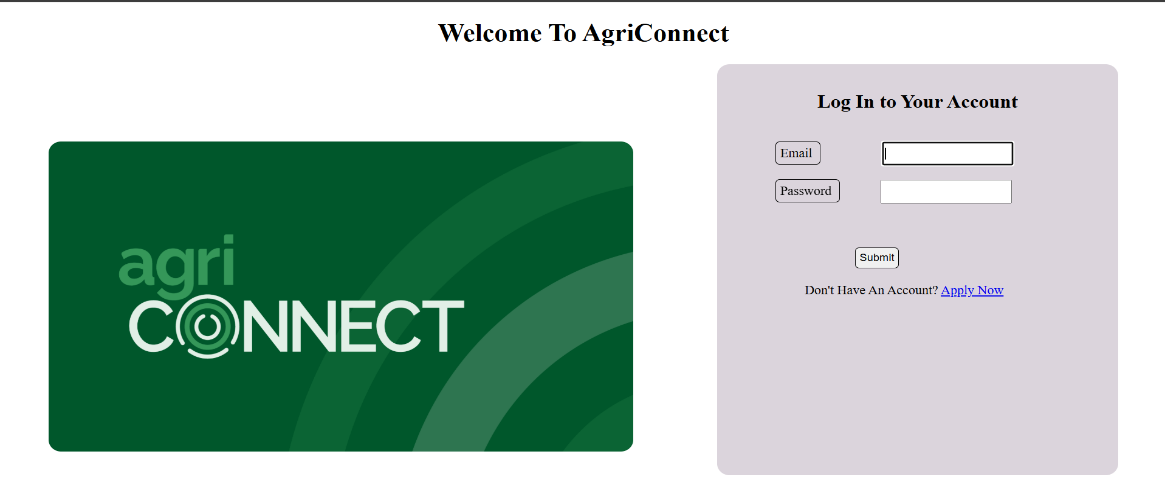 Welcome To AgriConnect
agri
CONNECT
Log In to Your Account
Email
Password
Submit
Don't Have An Account? Apply Now